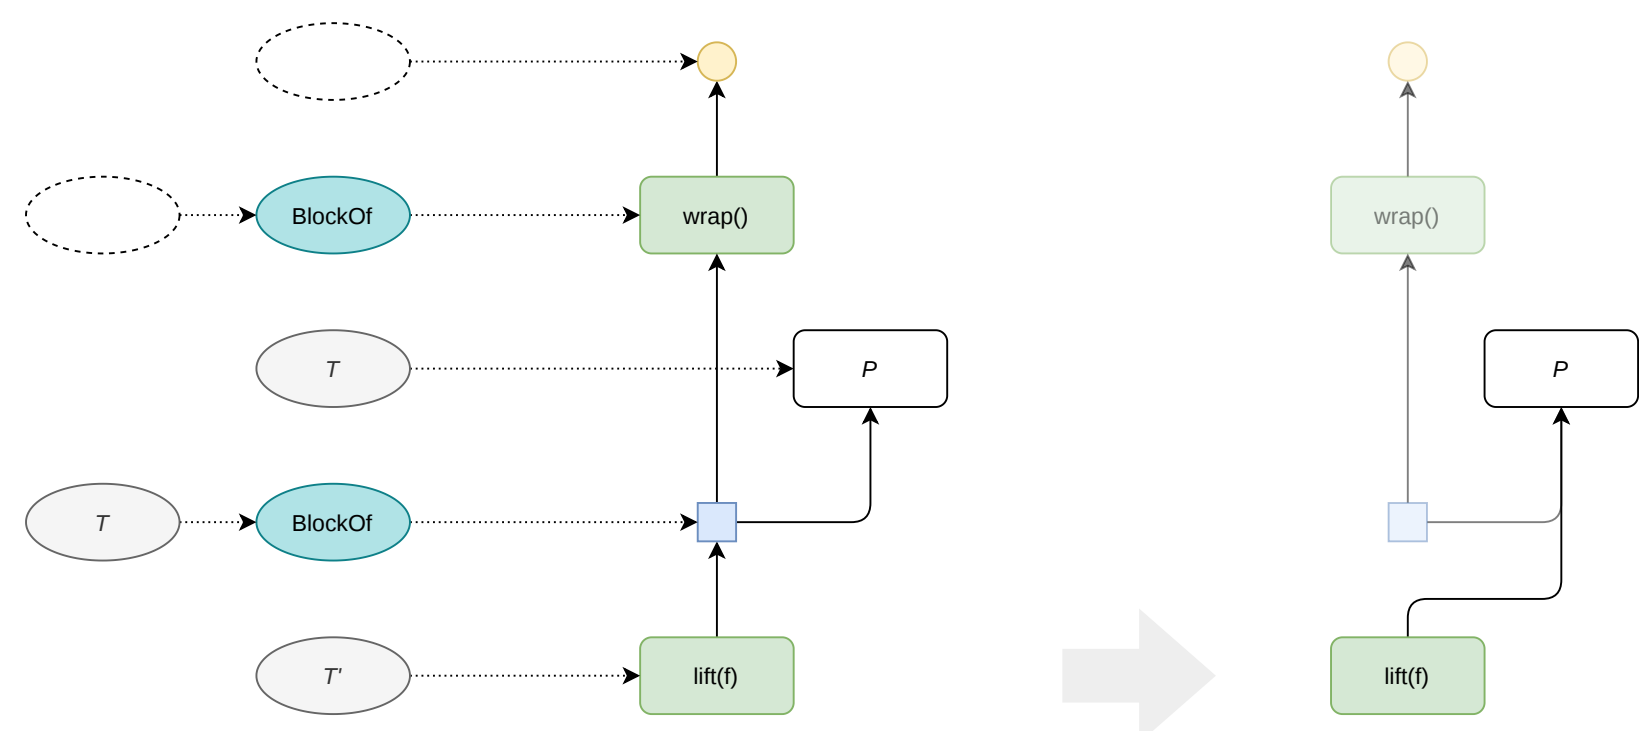 BlockOf
wrap()
wrap()
T
P
P
T
BlockOf
T'
lift(f)
lift(f)